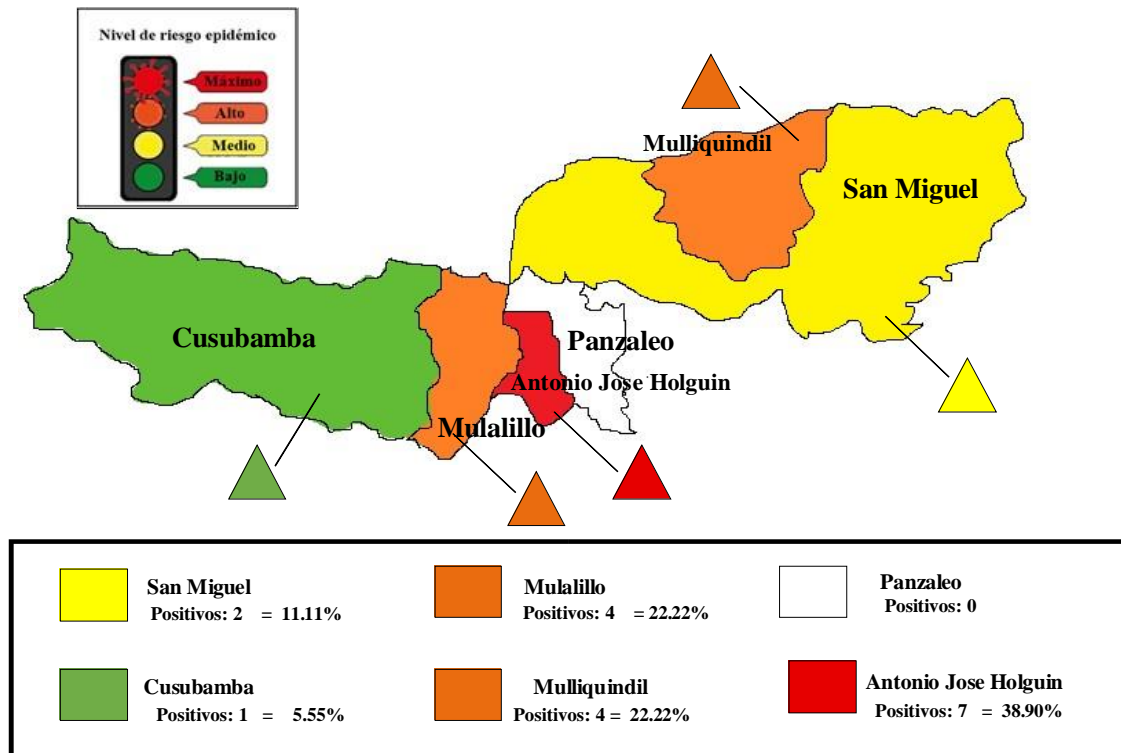 Nivel de riesgo epidémico
Máximo
Alto
Medio
Bajo
Mulliquindil
San Miguel
Cusubamba
Panzaleo
Antonio Jose Holguin
Mulalillo
San Miguel
Positivos: 2 = 11.11%
Mulalillo
Positivos: 4 = 22.22%
Panzaleo
Positivos: 0
Cusubamba
Positivos: 1 = 5.55%
Mulliquindil
Positivos: 4 = 22.22%
Antonio Jose Holguin
Positivos: 7 = 38.90%